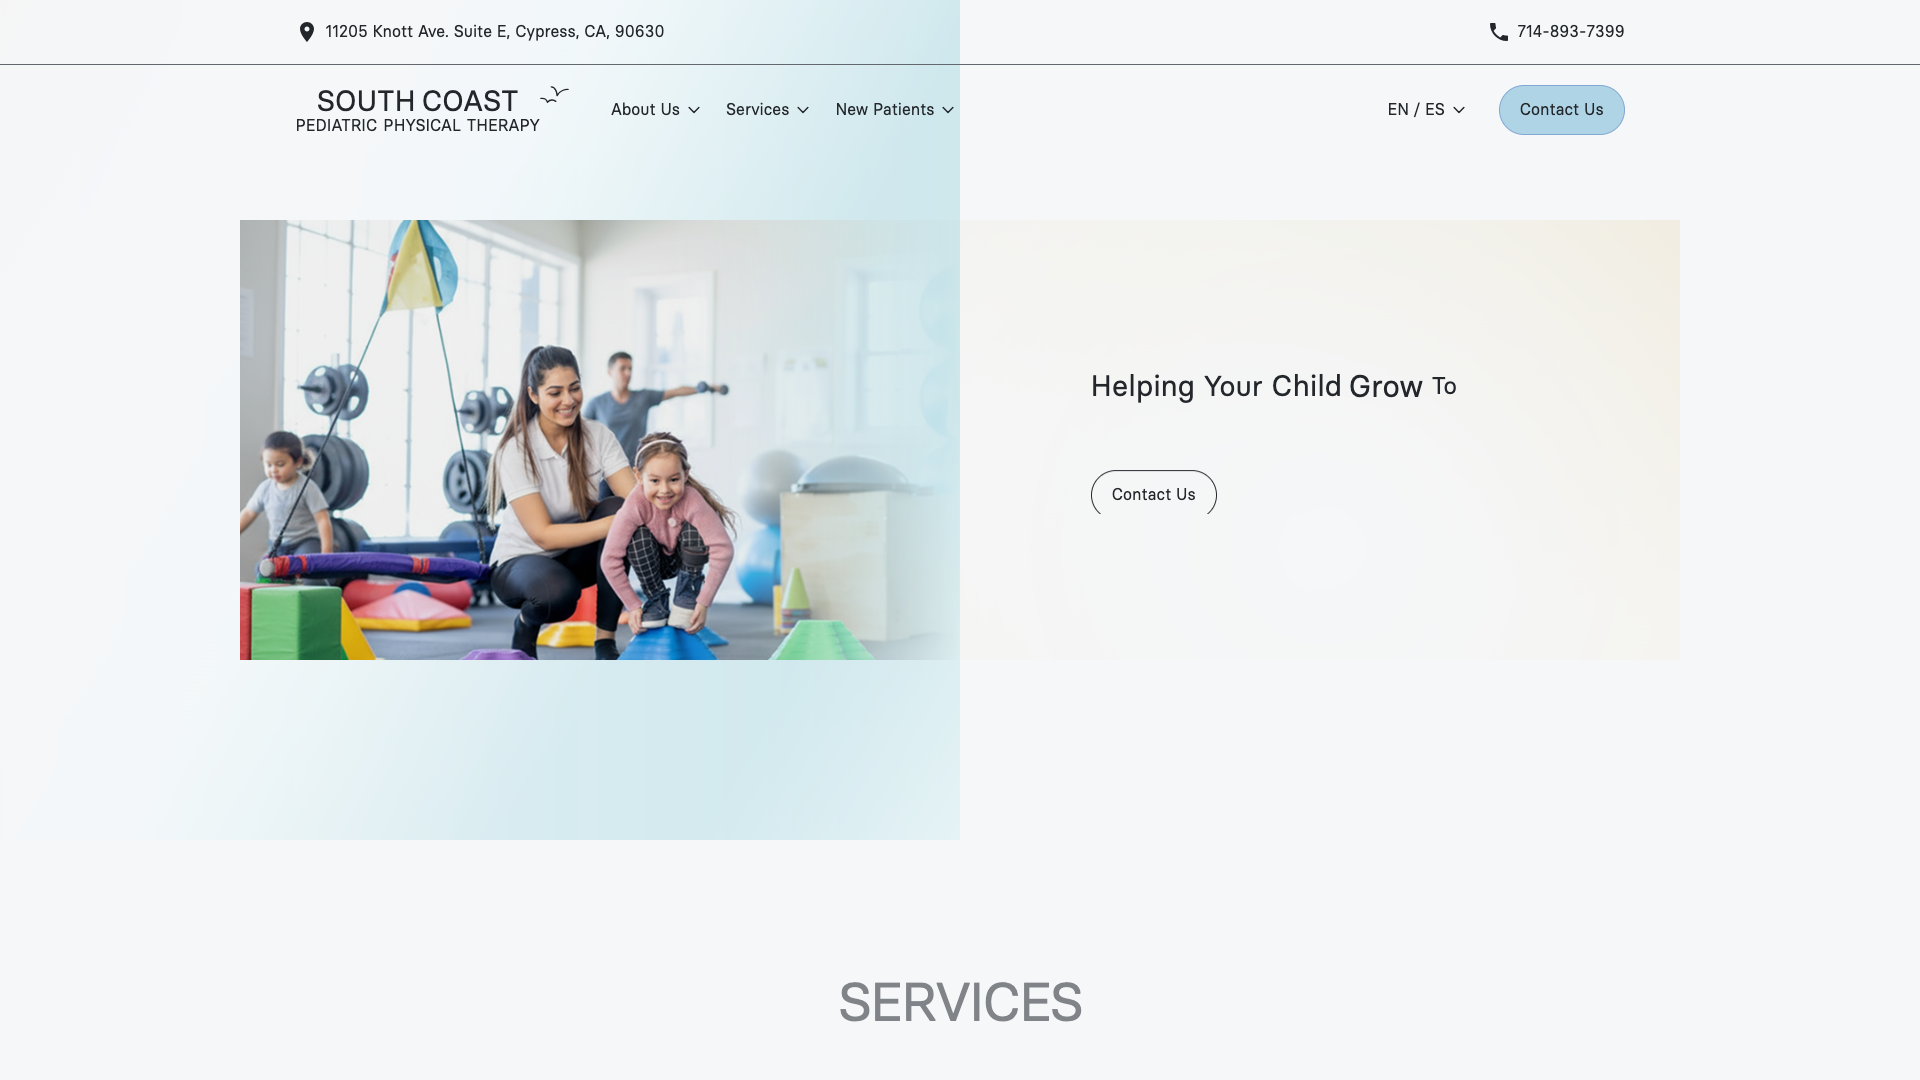 11205 Knott Ave. Suite E, Cypress, CA, 90630
714-893-7399
SOUTH COAST
PEDIATRIC PHYSICAL THERAPY
About Us
Services
New Patients
EN / ES
Contact Us
Helping Your Child Grow To
Contact Us
SERVICES